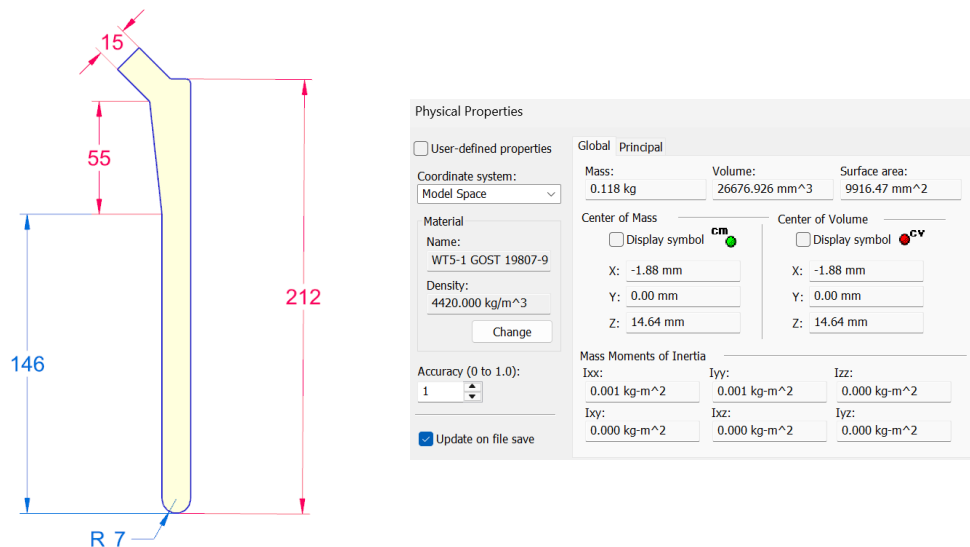 15
55
212
146
R 7
Physical Properties
User-defined properties
Coordinate system:
Model Space
Material
Name:
WT5-1 GOST 19807-9
Density:
4420.000 kg/m^3
Change
Accuracy (0 to 1.0):
1
Update on file save
Global Principal
Mass: Volume: Surface area:
0.118 kg 26676.926 mm^3 9916.47 mm^2
Center of Mass Center of Volume
Display symbol CM Display symbol CV
X: -1.88 mm X: -1.88 mm
Y: 0.00 mm Y: 0.00 mm
Z: 14.64 mm Z: 14.64 mm
Mass Moments of Inertia
Ixx: Iyy: Izz:
0.001 kg-m^2 0.001 kg-m^2 0.000 kg-m^2
Ixy: Ixz: Iyz:
0.000 kg-m^2 0.000 kg-m^2 0.000 kg-m^2